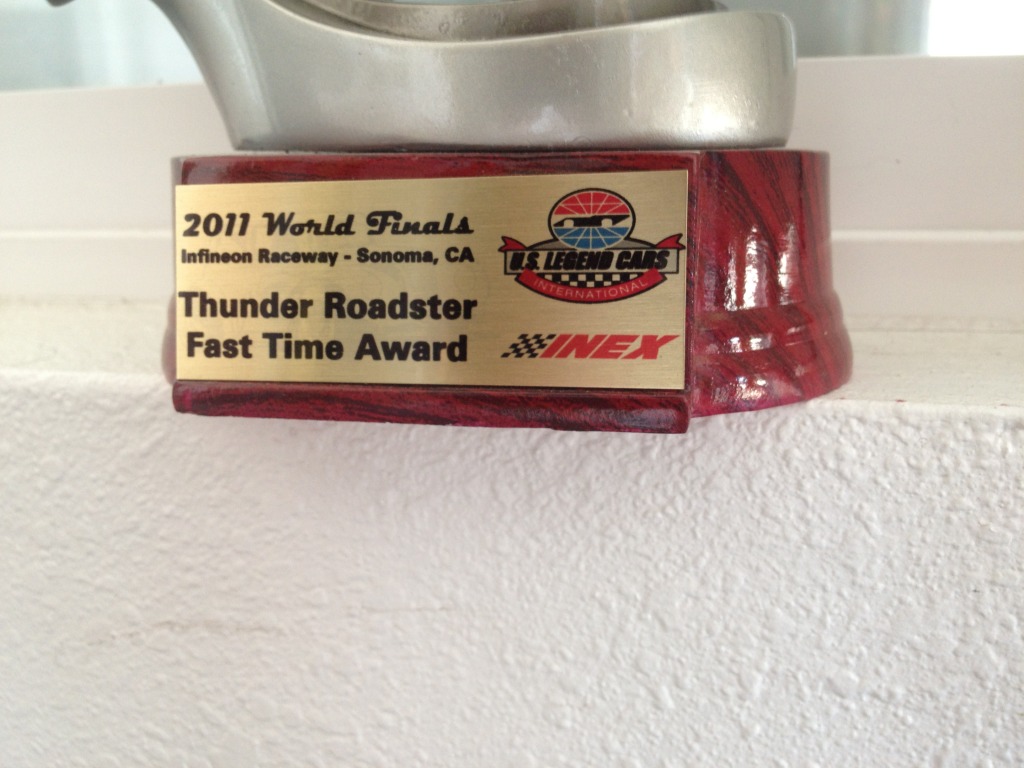 2011 World Finals
Infineon Raceway - Sonoma, CA
Thunder Roadster
Fast Time Award
U.S. LEGEND CARS
INTERNATIONAL
INEX